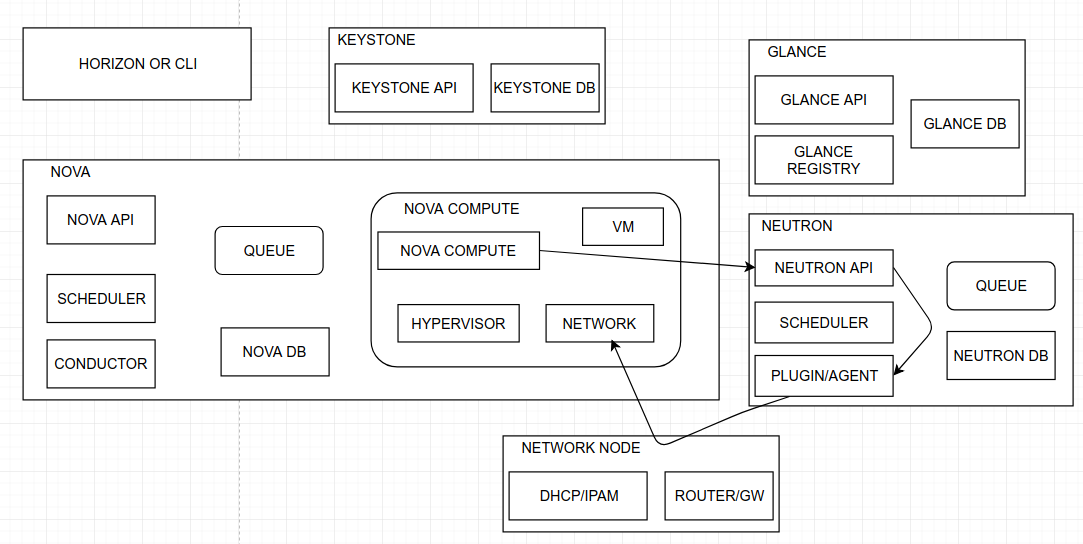 HORIZON OR CLI
KEYSTONE
KEYSTONE API
KEYSTONE DB
GLANCE
GLANCE API
GLANCE DB
GLANCE
REGISTRY
NOVA
NOVA API
QUEUE
SCHEDULER
NOVA DB
CONDUCTOR
NOVA COMPUTE
VM
NOVA COMPUTE
HYPERVISOR
NETWORK
NEUTRON
NEUTRON API
QUEUE
SCHEDULER
NEUTRON DB
PLUGIN/AGENT
NETWORK NODE
DHCP/IPAM
ROUTER/GW